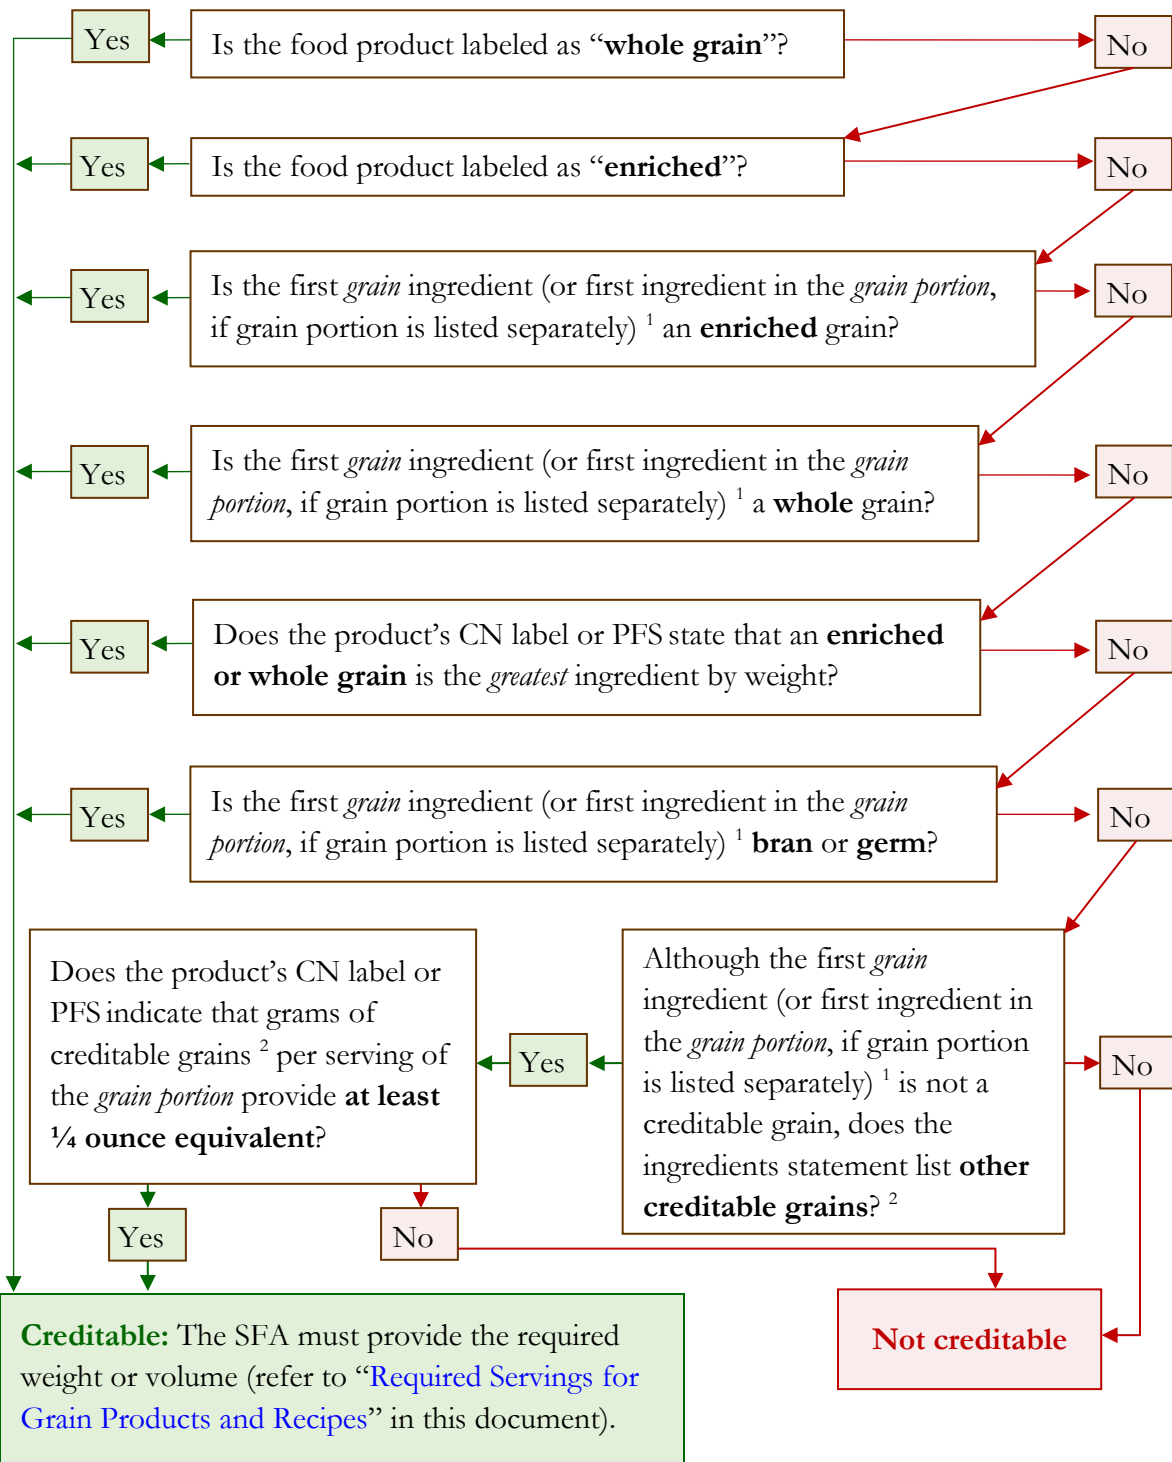 Yes
Is the food product labeled as “whole grain”?
No
Yes
Is the food product labeled as “enriched”?
No
Yes
Is the first grain ingredient (or first ingredient in the grain portion,
if grain portion is listed separately) 1 an enriched grain?
No
Yes
Is the first grain ingredient (or first ingredient in the grain
portion, if grain portion is listed separately) 1 a whole grain?
No
Yes
Does the product’s CN label or PFS state that an enriched
or whole grain is the greatest ingredient by weight?
No
Yes
Is the first grain ingredient (or first ingredient in the grain
portion, if grain portion is listed separately) 1 bran or germ?
No
Although the first grain
ingredient (or first ingredient in
the grain portion, if grain portion
is listed separately) 1 is not a
creditable grain, does the
ingredients statement list other
creditable grains? 2
No
Yes
Does the product’s CN label or
PFS indicate that grams of
creditable grains 2 per serving of
the grain portion provide at least
¼ ounce equivalent?
Yes
No
Creditable: The SFA must provide the required
weight or volume (refer to “Required Servings for
Grain Products and Recipes” in this document).
Not creditable